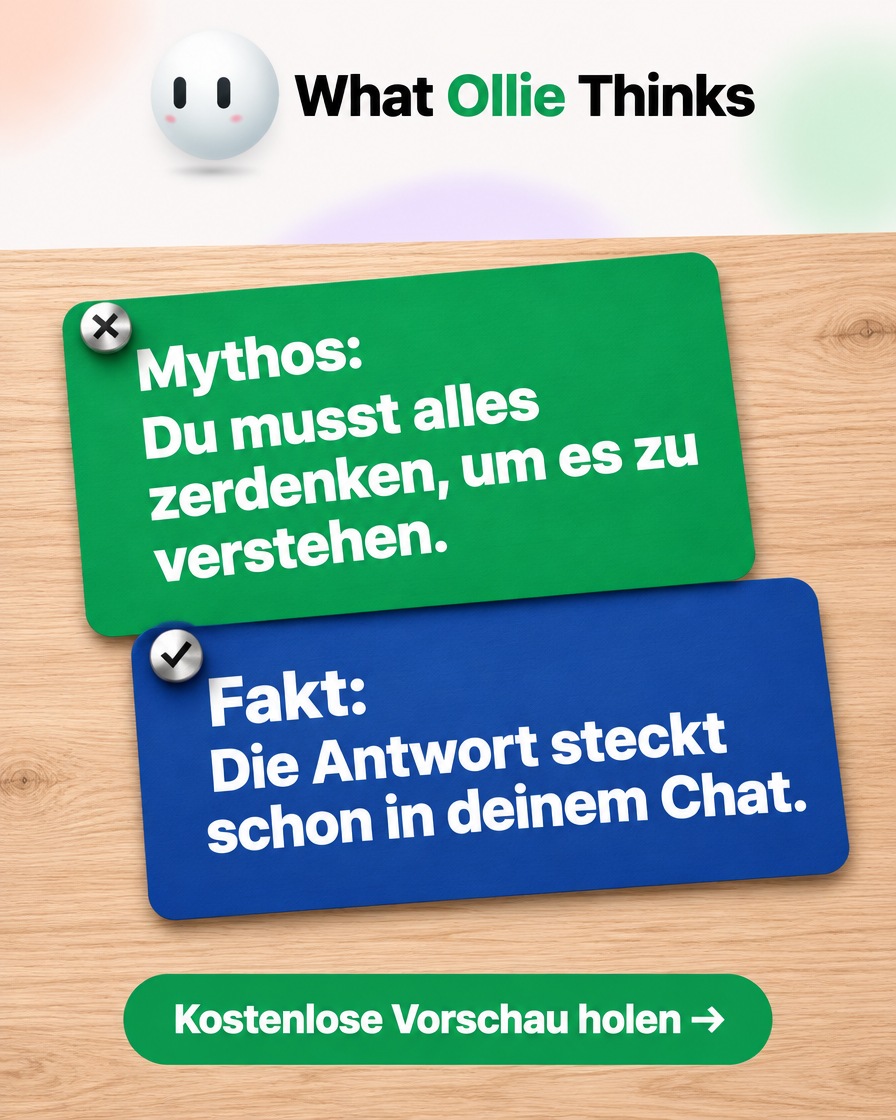 What Ollie Thinks
Mythos:
Du musst alles
zerdenken, um es zu
verstehen.
Fakt:
Die Antwort steckt
schon in deinem Chat.
Kostenlose Vorschau holen →